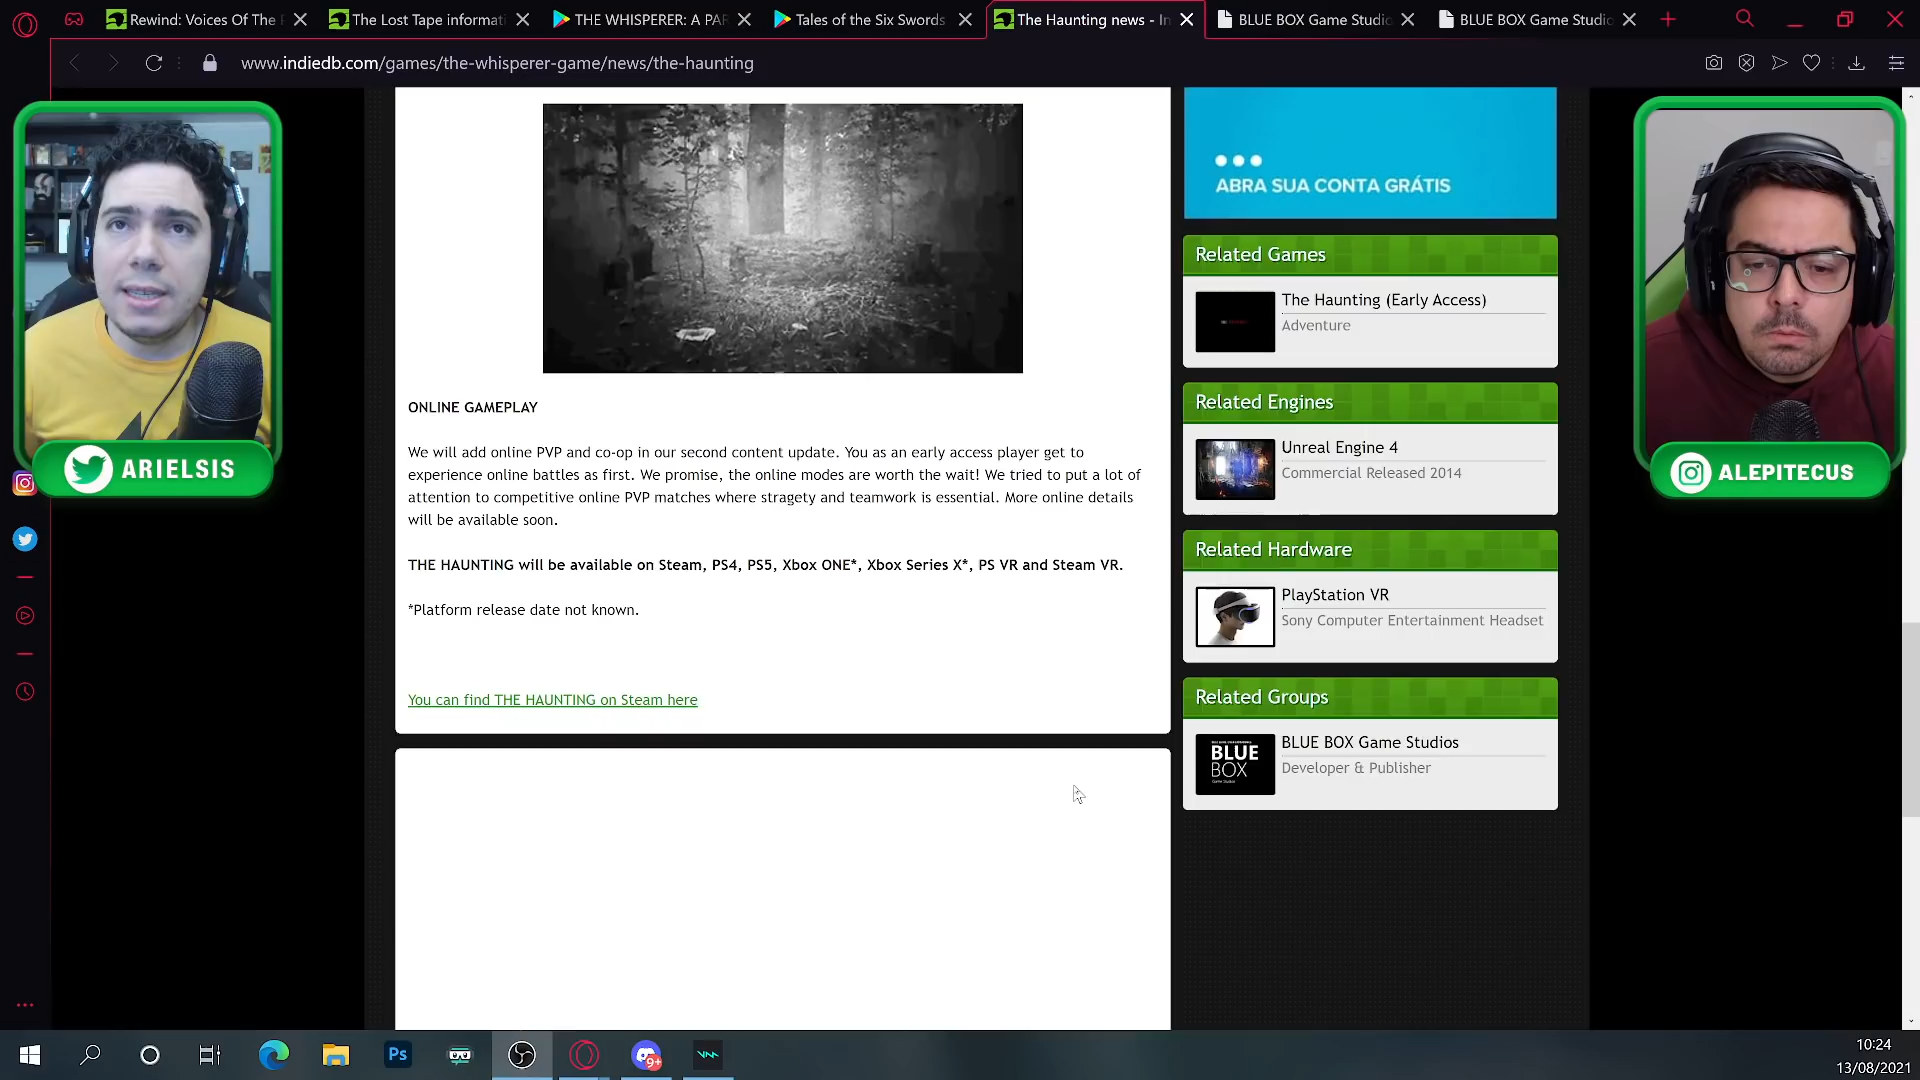 Rewind: Voices Of The
The Lost Tape informat
THE WHISPERER: A PAR
Tales of the Six Swords
The Haunting news - In
BLUE BOX Game Studio
BLUE BOX Game Studio
www.indiedb.com/games/the-whisperer-game/news/the-haunting
ARIELSIS
ALEPITECUS
ONLINE GAMEPLAY
We will add online PVP and co-op in our second content update. You as an early access player get to
experience online battles as first. We promise, the online modes are worth the wait! We tried to put a lot of
attention to competitive online PVP matches where stragety and teamwork is essential. More online details
will be available soon.
THE HAUNTING will be available on Steam, PS4, PS5, Xbox ONE*, Xbox Series X*, PS VR and Steam VR.
*Platform release date not known.
You can find THE HAUNTING on Steam here
ABRA SUA CONTA GRÁTIS
Related Games
The Haunting (Early Access)
Adventure
Related Engines
Unreal Engine 4
Commercial Released 2014
Related Hardware
PlayStation VR
Sony Computer Entertainment Headset
Related Groups
BLUE BOX Game Studios
Developer & Publisher
BLUE
BOX
Ps
9+
10:24
13/08/2021